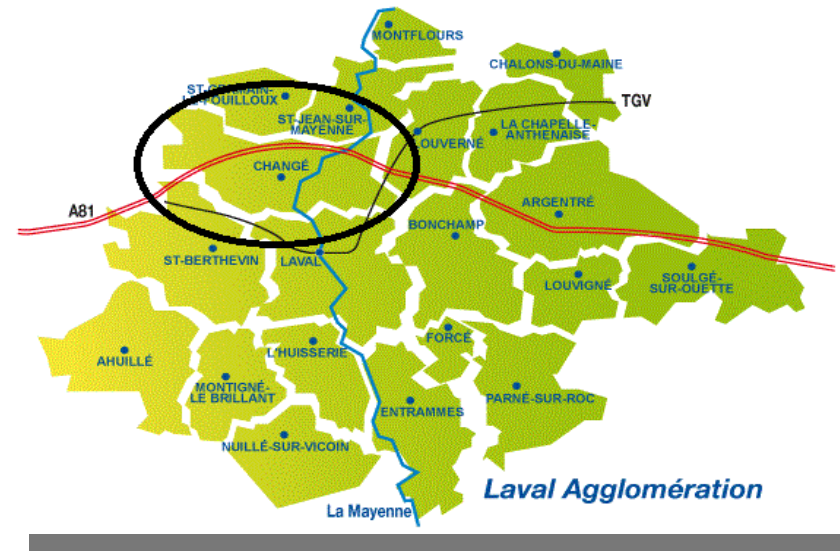 MONTFLOURS
CHALONS-DU-MAINE
ST-GERMAIN-
LE-FOUILLOUX
TGV
ST-JEAN-SUR-
MAYENNE
LA CHAPELLE-
ANTHENAISE
LOUVERNÉ
CHANGÉ
A81
ARGENTRÉ
BONCHAMP
ST-BERTHEVIN
LAVAL
LOUVIGNÉ
SOULGÉ-
SUR-OUETTE
FORCÉ
L'HUISSERIE
AHUILLÉ
MONTIGNÉ-
LE BRILLANT
ENTRAMMES
PARNÉ-SUR-ROC
NUILLÉ-SUR-VICOIN
Laval Agglomération
La Mayenne